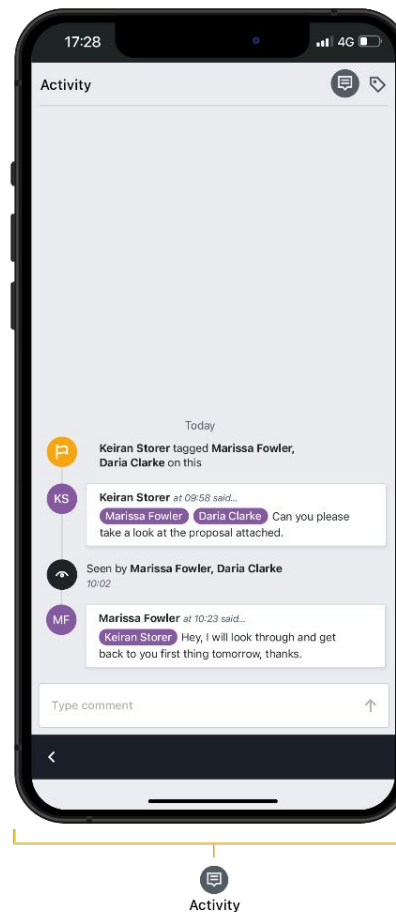 17:28
4G
Activity
Today
Keiran Storer tagged Marissa Fowler,
Daria Clarke on this
KS
Keiran Storer at 09:58 said...
Marissa Fowler Daria Clarke Can you please
take a look at the proposal attached.
Seen by Marissa Fowler, Daria Clarke
10:02
MF
Marissa Fowler at 10:23 said...
Keiran Storer Hey, I will look through and get
back to you first thing tomorrow, thanks.
Type comment
Activity